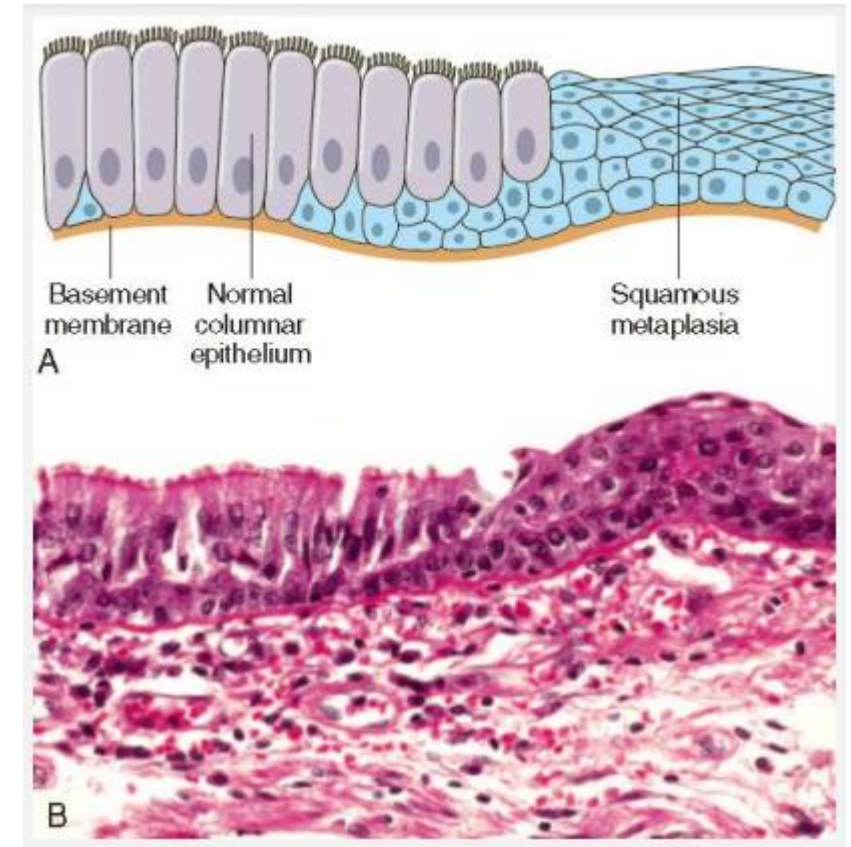 Basement
membrane
Normal
columnar
epithelium
Squamous
metaplasia
A
B